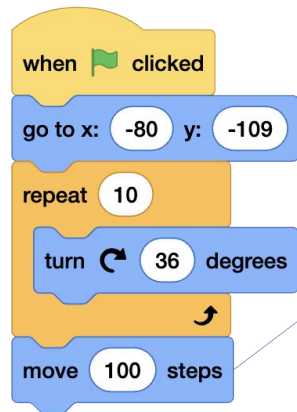 when clicked
go to x: -80 y: -109
repeat 10
turn 36 degrees
move 100 steps